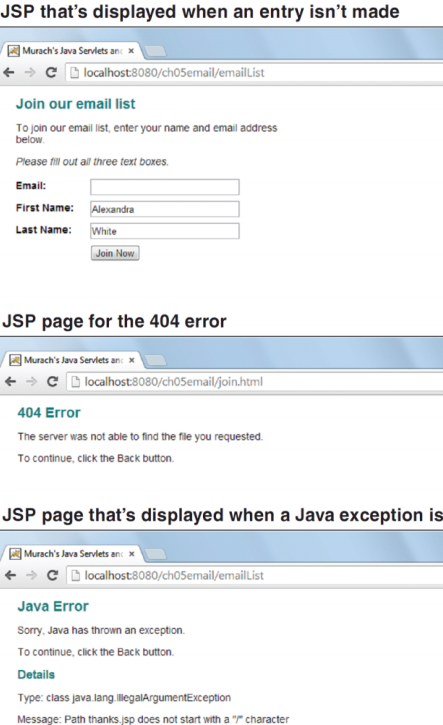 JSP that's displayed when an entry isn't made
Murach's Java Servlets an
localhost:8080/ch05email/emailList
Join our email list
To join our email list, enter your name and email address
below.
Please fill out all three text boxes.
Email:
First Name: Alexandra
Last Name: White
Join Now
JSP page for the 404 error
Murach's Java Servlets an
localhost:8080/ch05email/join.html
404 Error
The server was not able to find the file you requested.
To continue, click the Back button.
JSP page that's displayed when a Java exception is
Murach's Java Servlets an
localhost:8080/ch05email/emailList
Java Error
Sorry, Java has thrown an exception.
To continue, click the Back button.
Details
Type: class java.lang.IllegalArgumentException
Message: Path thanks.jsp does not start with a "/" character